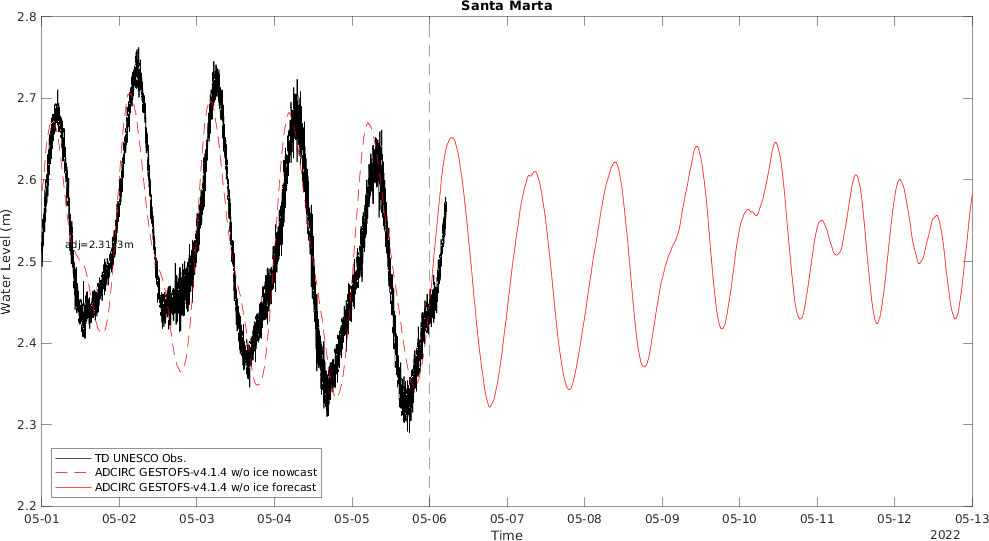 Santa Marta
2.8
2.7
2.6
2.5
2.4
2.3
2.2
Water Level (m)
TD UNESCO Obs.
ADCIRC GESTOFS-v4.1.4 w/o ice nowcast
ADCIRC GESTOFS-v4.1.4 w/o ice forecast
05-01 05-02 05-03 05-04 05-05 05-06 05-07 05-08 05-09 05-10 05-11 05-12 05-13
Time
2022